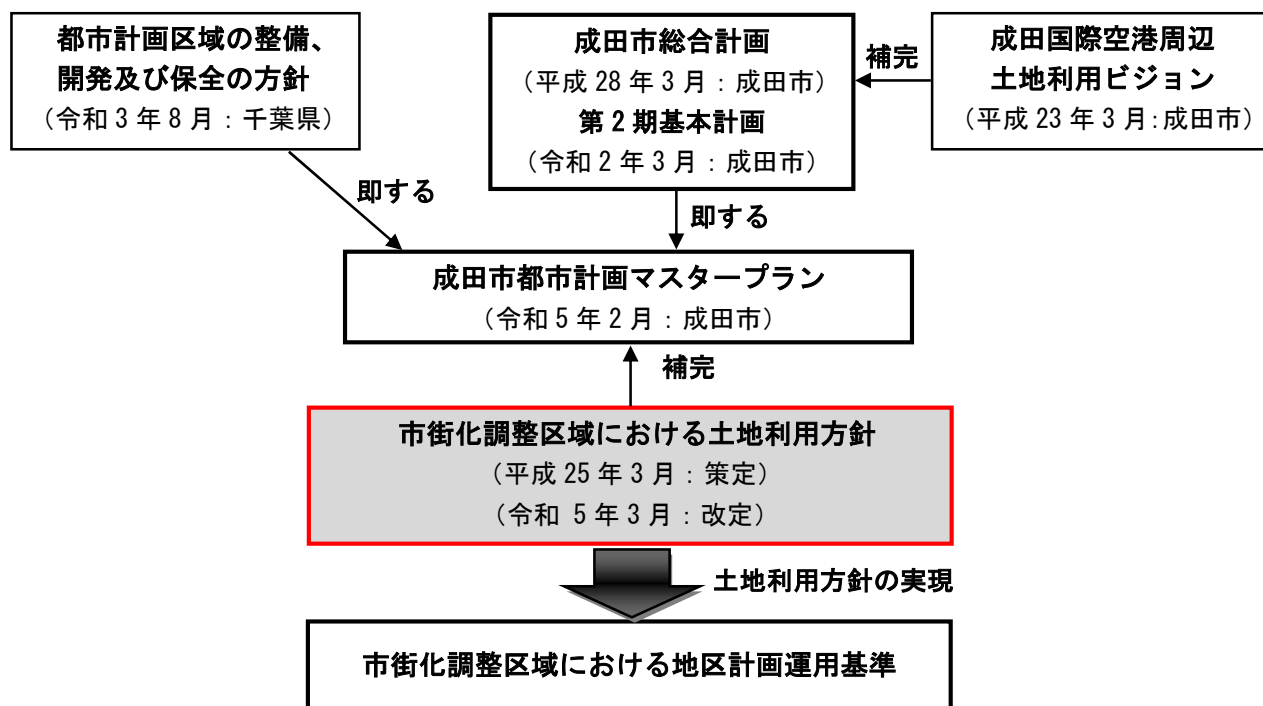 都市計画区域の整備、
開発及び保全の方針
（令和3年8月：千葉県）
成田市総合計画
（平成28年3月：成田市）
第2期基本計画
（令和2年3月：成田市）
補完
成田国際空港周辺
土地利用ビジョン
（平成23年3月：成田市）
即する
即する
成田市都市計画マスタープラン
（令和5年2月：成田市）
補完
市街化調整区域における土地利用方針
（平成25年3月：策定）
（令和 5年3月：改定）
土地利用方針の実現
市街化調整区域における地区計画運用基準